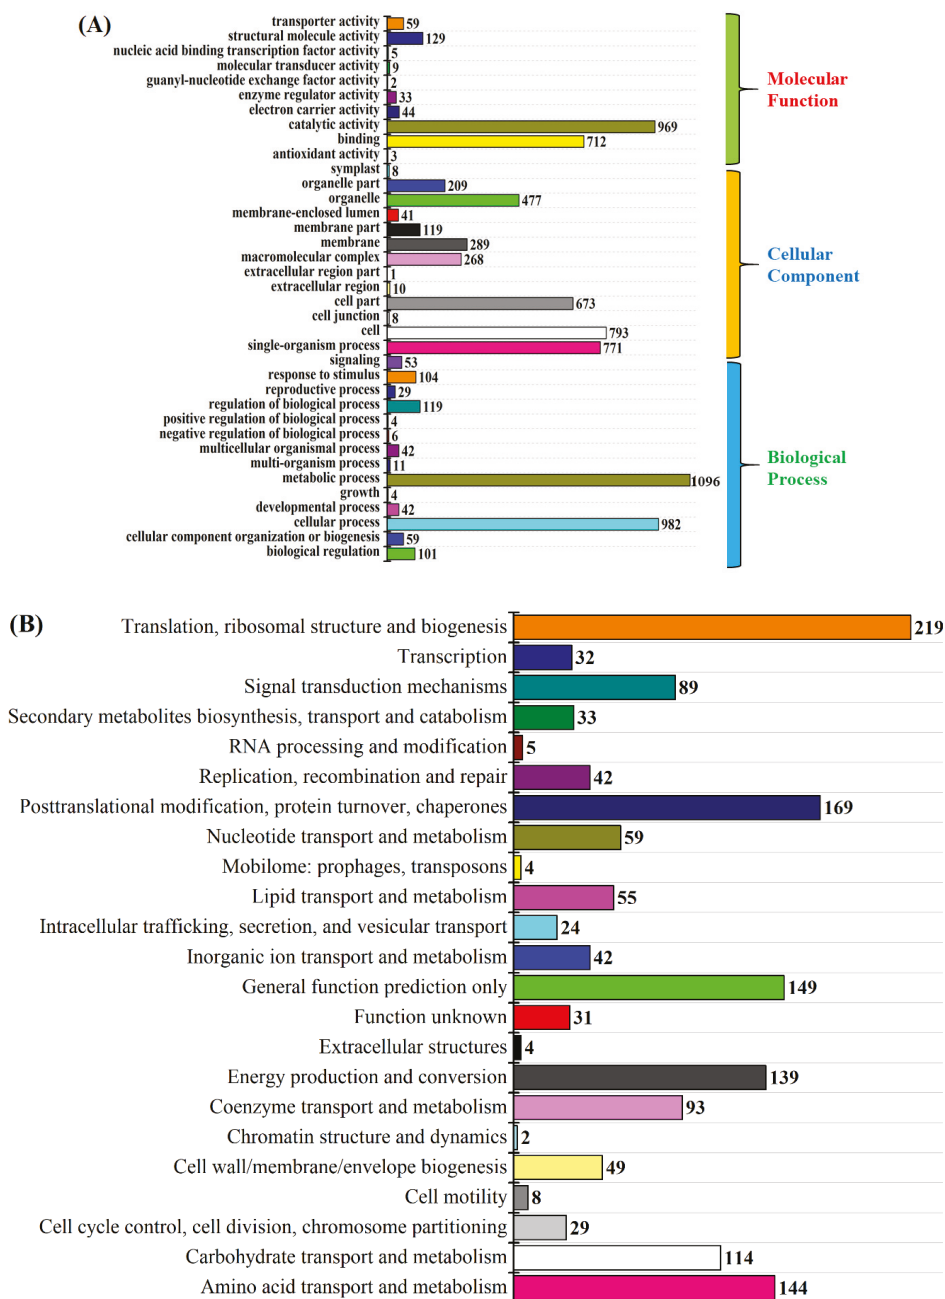 (A)
transporter activity 59
structural molecule activity 129
nucleic acid binding transcription factor activity 5
molecular transducer activity 9
guanyl-nucleotide exchange factor activity 2
enzyme regulator activity 33
electron carrier activity 44
catalytic activity 969
binding 712
antioxidant activity 3
Molecular
Function
symplast 8
organelle part 209
organelle 477
membrane-enclosed lumen 41
membrane part 119
membrane 289
macromolecular complex 268
extracellular region part 1
extracellular region 10
cell part 673
cell junction 8
cell 793
Cellular
Component
single-organism process 771
signaling 53
response to stimulus 104
reproductive process 29
regulation of biological process 119
positive regulation of biological process 4
negative regulation of biological process 6
multicellular organismal process 42
multi-organism process 11
metabolic process 1096
growth 4
developmental process 42
cellular process 982
cellular component organization or biogenesis 59
biological regulation 101
Biological
Process
(B)
Translation, ribosomal structure and biogenesis 219
Transcription 32
Signal transduction mechanisms 89
Secondary metabolites biosynthesis, transport and catabolism 33
RNA processing and modification 5
Replication, recombination and repair 42
Posttranslational modification, protein turnover, chaperones 169
Nucleotide transport and metabolism 59
Mobilome: prophages, transposons 4
Lipid transport and metabolism 55
Intracellular trafficking, secretion, and vesicular transport 24
Inorganic ion transport and metabolism 42
General function prediction only 149
Function unknown 31
Extracellular structures 4
Energy production and conversion 139
Coenzyme transport and metabolism 93
Chromatin structure and dynamics 2
Cell wall/membrane/envelope biogenesis 49
Cell motility 8
Cell cycle control, cell division, chromosome partitioning 29
Carbohydrate transport and metabolism 114
Amino acid transport and metabolism 144